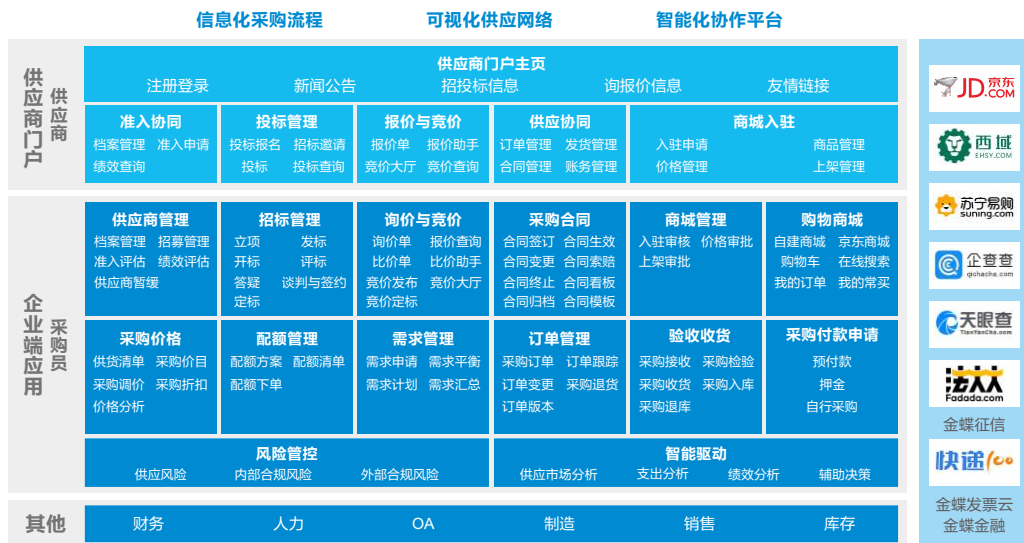 信息化采购流程 可视化供应网络 智能化协作平台
供应商门户
供应商
供应商门户主页
注册登录 新闻公告 招投标信息 询报价信息 友情链接
准入协同
档案管理 准入申请
绩效查询
投标管理
投标报名 招标邀请
投标 投标查询
报价与竞价
报价单 报价助手
竞价大厅 竞价查询
供应协同
订单管理 发货管理
合同管理 账务管理
商城入驻
入驻申请 商品管理
价格管理 上架管理
企业端应用
采购员
供应商管理
档案管理 招募管理
准入评估 绩效评估
供应商暂缓
招标管理
立项 发标
开标 评标
答疑 谈判与签约
定标
询价与竞价
询价单 报价查询
比价单 比价助手
竞价发布 竞价大厅
竞价定标
采购合同
合同签订 合同生效
合同变更 合同索赔
合同终止 合同看板
合同归档 合同模板
商城管理
入驻审核 价格审批
上架审批
购物商城
自建商城 京东商城
购物车 在线搜索
我的订单 我的常买
采购价格
供货清单 采购价目
采购调价 采购折扣
价格分析
配额管理
配额方案 配额清单
配额下单
需求管理
需求申请 需求平衡
需求计划 需求汇总
订单管理
采购订单 订单跟踪
订单变更 采购退货
订单版本
验收收货
采购接收 采购检验
采购收货 采购入库
采购退库
采购付款申请
预付款
押金
自行采购
风险管控
供应风险 内部合规风险 外部合规风险
智能驱动
供应市场分析 支出分析 绩效分析 辅助决策
其他
财务 人力 OA 制造 销售 库存
JD 京东
.COM
西域
EHSY.COM
苏宁易购
suning.com
企查查
qichacha.com
天眼查
TianYanCha.com
法大大
Fadada.com
金蝶征信
快递100
金蝶发票云
金蝶金融